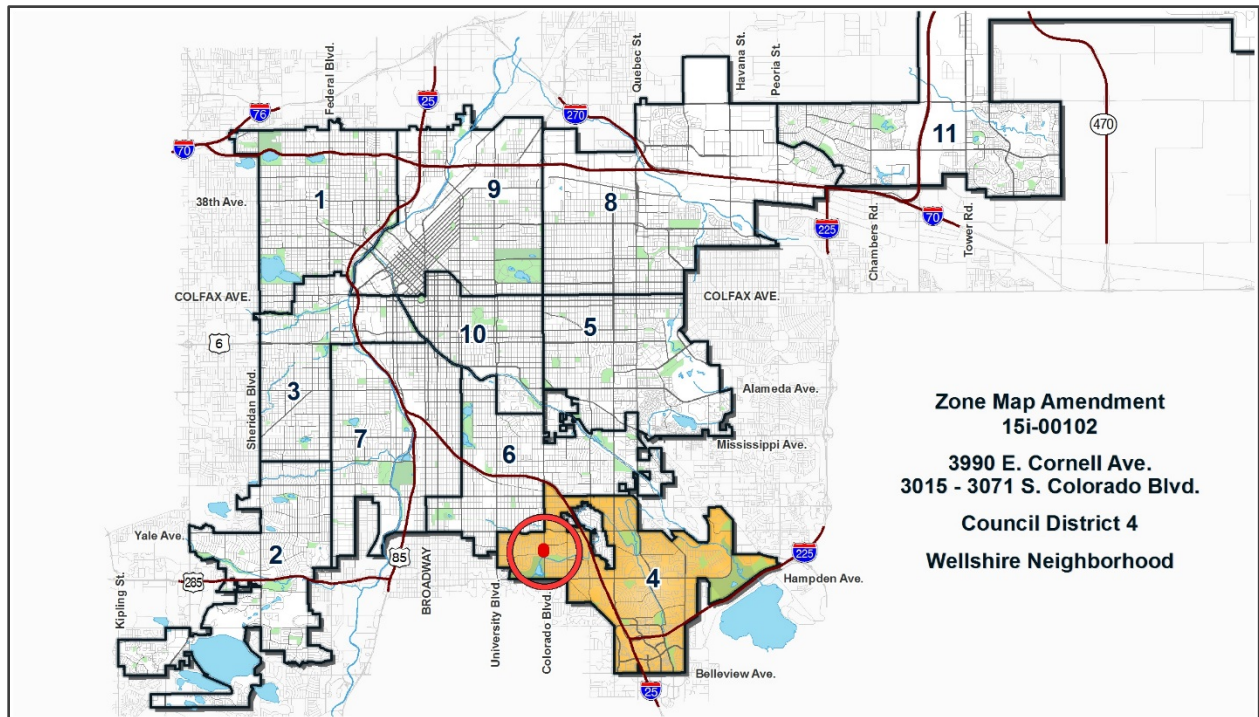 Federal Blvd.
Quebec St.
Havana St.
Peoria St.
76
25
270
470
70
11
9
1
8
38th Ave.
225
Chambers Rd.
70
Tower Rd.
COLFAX AVE.
COLFAX AVE.
6
10
5
3
Sheridan Blvd.
Alameda Ave.
7
Mississippi Ave.
6
Zone Map Amendment
15i-00102
3990 E. Cornell Ave.
3015 - 3071 S. Colorado Blvd.
Council District 4
Wellshire Neighborhood
Yale Ave.
2
85
285
BROADWAY
Kipling St.
University Blvd.
Colorado Blvd.
4
225
Hampden Ave.
Belleview Ave.
25